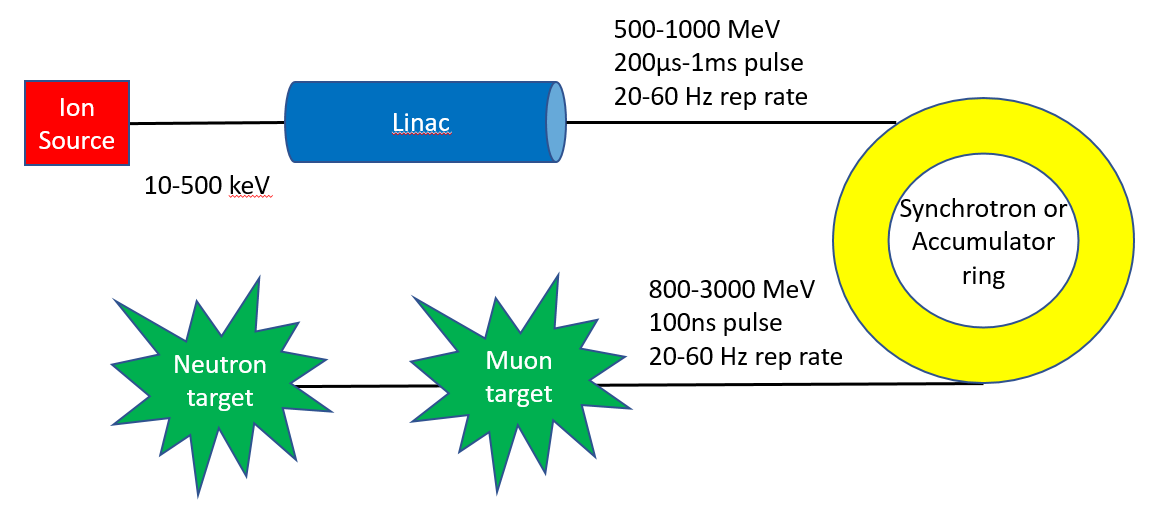 Ion
Source
10-500 keV
Linac
500-1000 MeV
200µs-1ms pulse
20-60 Hz rep rate
Synchrotron or
Accumulator
ring
800-3000 MeV
100ns pulse
20-60 Hz rep rate
Muon
target
Neutron
target